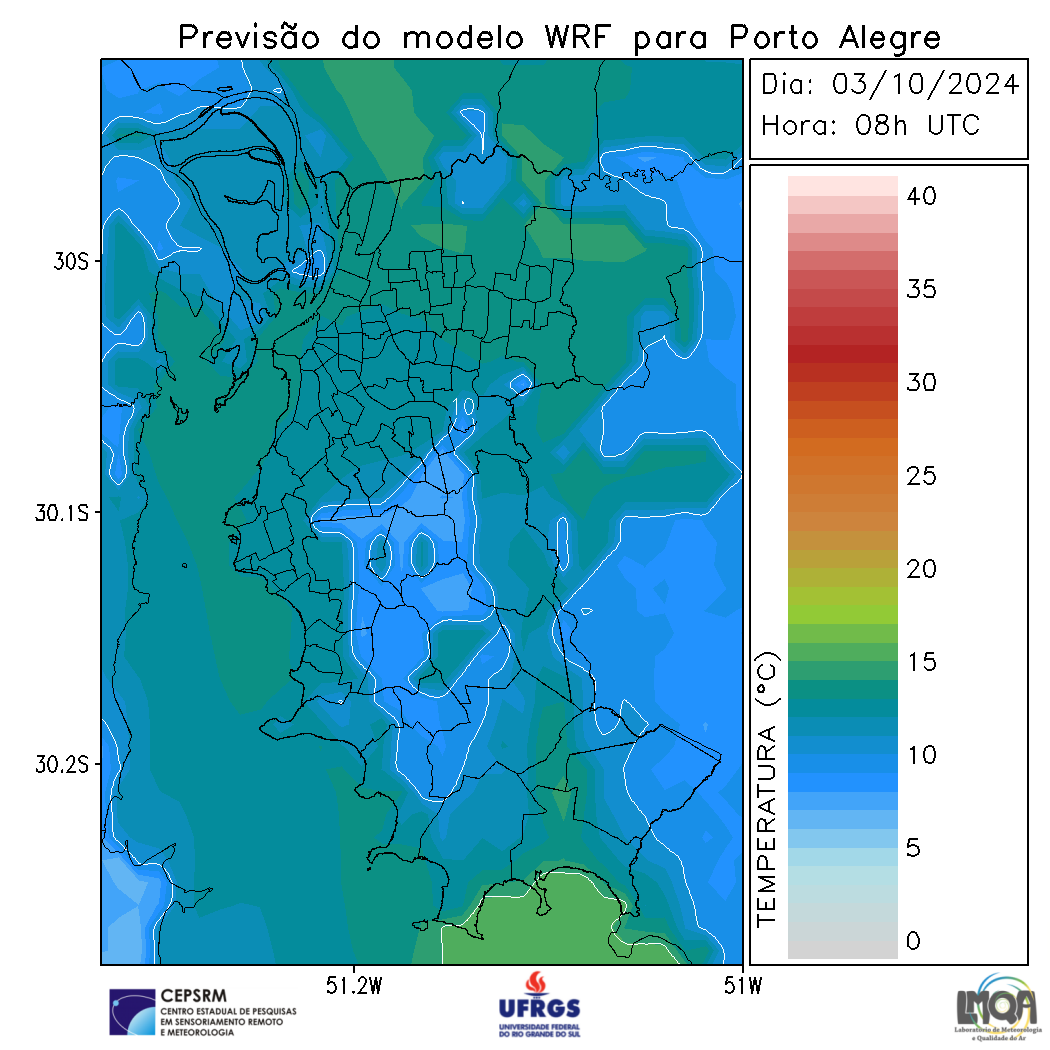 Previsão do modelo WRF para Porto Alegre
Dia: 03/10/2024
Hora: 08h UTC
40
35
30
25
20
15
10
5
0
TEMPERATURA (°C)
30S
30.1S
30.2S
10
51.2W
51W
CEPSRM
CENTRO ESTADUAL DE PESQUISAS
EM SENSORIAMENTO REMOTO
E METEOROLOGIA
UFRGS
UNIVERSIDADE FEDERAL
DO RIO GRANDE DO SUL
LMQA
Laboratório de Meteorologia
e Qualidade do Ar